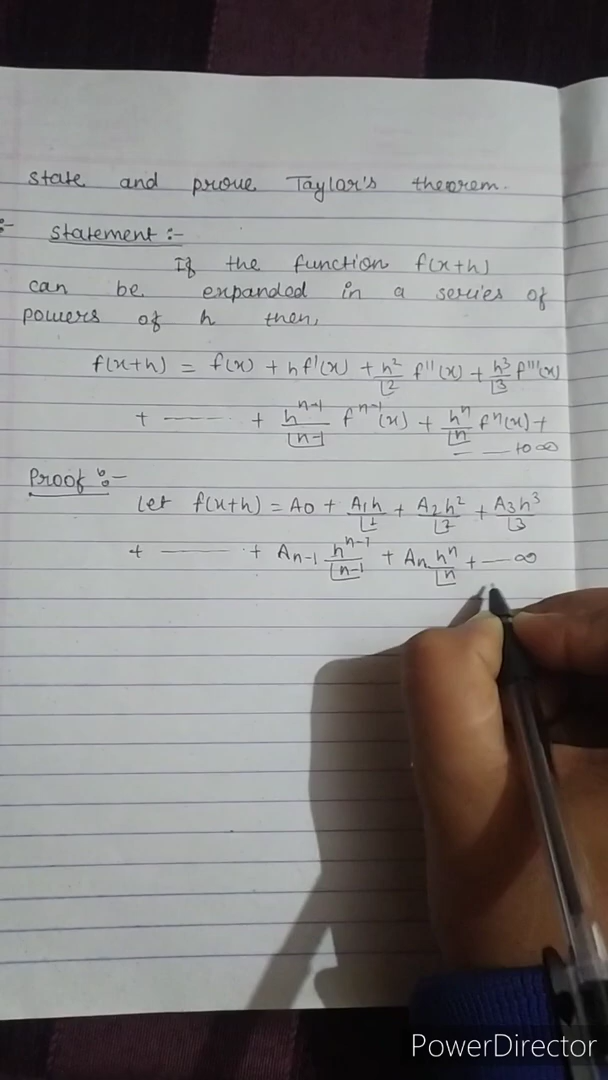 state and prove Taylor's theorem.
:- Statement :-
If the function f(x+h)
can be expanded in a series of
powers of h then,
f(x+h) = f(x) + hf'(x) + h²/⌊2 f''(x) + h³/⌊3 f'''(x)
+ ------ + hⁿ⁻¹/⌊n-1 fⁿ⁻¹(x) + hⁿ/⌊n fⁿ(x) +
--- to ∞
Proof :-
Let f(x+h) = A0 + A₁h/⌊1 + A₂h²/⌊2 + A₃h³/⌊3
+ ------ + Aₙ₋₁ hⁿ⁻¹/⌊n-1 + Aₙ hⁿ/⌊n + --- ∞
PowerDirector